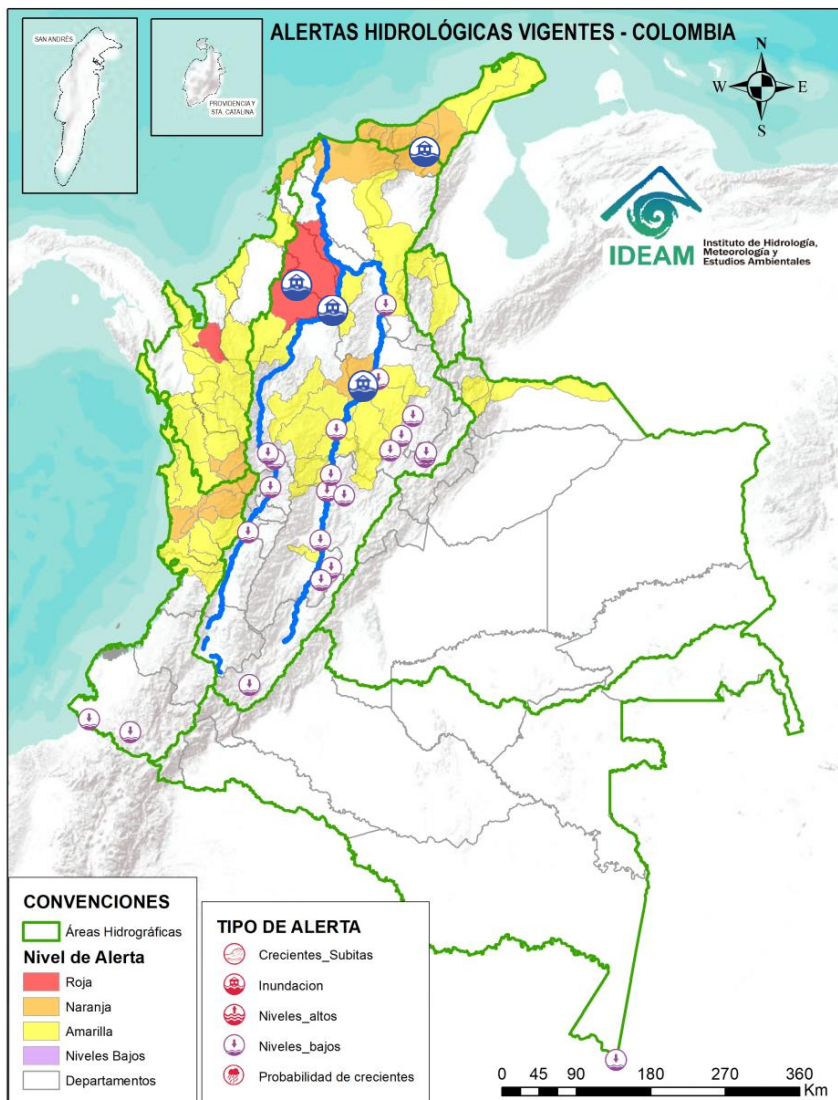 ALERTAS HIDROLÓGICAS VIGENTES - COLOMBIA
SAN ANDRÉS
PROVIDENCIA Y
STA. CATALINA
N
W
E
S
IDEAM
Instituto de Hidrología,
Meteorología y
Estudios Ambientales
CONVENCIONES
Áreas Hidrográficas
Nivel de Alerta
Roja
Naranja
Amarilla
Niveles Bajos
Departamentos
TIPO DE ALERTA
Crecientes_Subitas
Inundacion
Niveles_altos
Niveles_bajos
Probabilidad de crecientes
0 45 90 180 270 360
Km